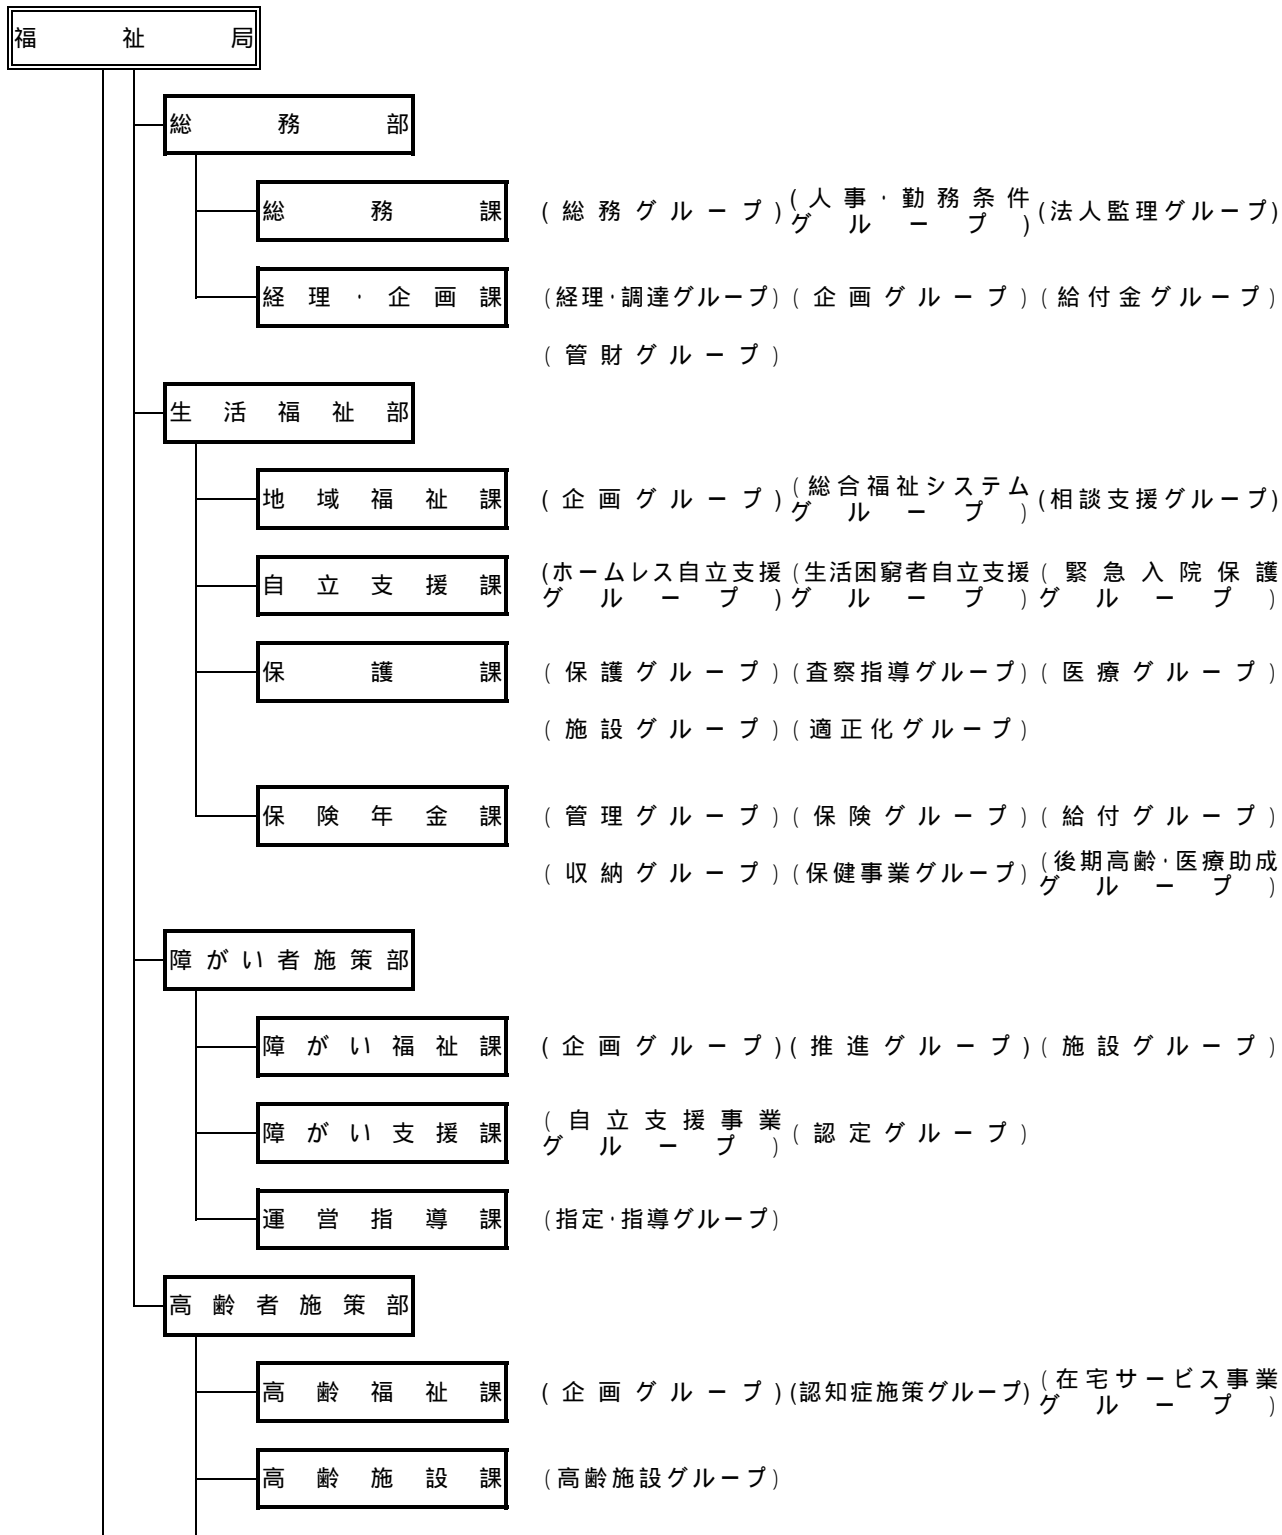 福祉局
総務部
総務課 (総務グループ) (人事・勤務条件グループ) (法人監理グループ)
経理・企画課 (経理・調達グループ) (企画グループ) (給付金グループ)
(管財グループ)
生活福祉部
地域福祉課 (企画グループ) (総合福祉システムグループ) (相談支援グループ)
自立支援課 (ホームレス自立支援グループ) (生活困窮者自立支援グループ) (緊急入院保護グループ)
保護課 (保護グループ) (査察指導グループ) (医療グループ)
(施設グループ) (適正化グループ)
保険年金課 (管理グループ) (保険グループ) (給付グループ)
(収納グループ) (保健事業グループ) (後期高齢・医療助成グループ)
障がい者施策部
障がい福祉課 (企画グループ) (推進グループ) (施設グループ)
障がい支援課 (自立支援事業グループ) (認定グループ)
運営指導課 (指定・指導グループ)
高齢者施策部
高齢福祉課 (企画グループ) (認知症施策グループ) (在宅サービス事業グループ)
高齢施設課 (高齢施設グループ)